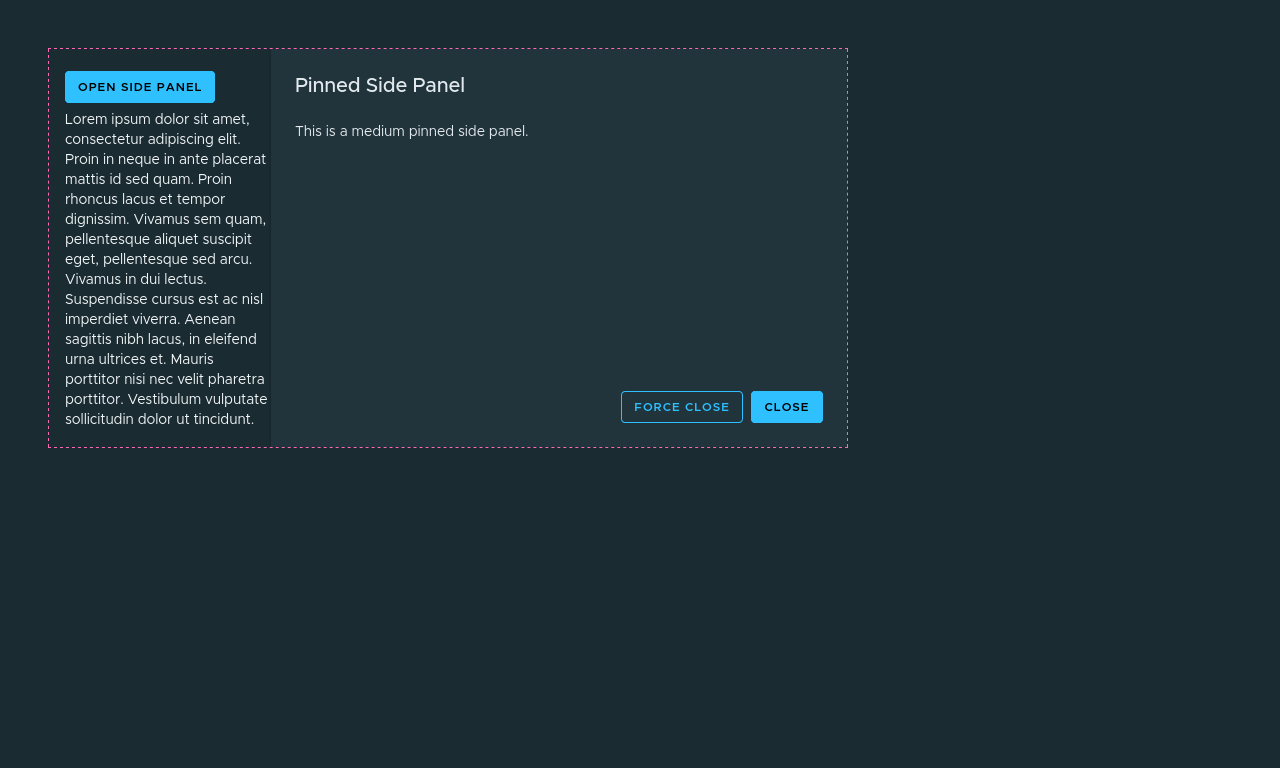 OPEN SIDE PANEL
Lorem ipsum dolor sit amet,
consectetur adipiscing elit.
Proin in neque in ante placerat
mattis id sed quam. Proin
rhoncus lacus et tempor
dignissim. Vivamus sem quam,
pellentesque aliquet suscipit
eget, pellentesque sed arcu.
Vivamus in dui lectus.
Suspendisse cursus est ac nisl
imperdiet viverra. Aenean
sagittis nibh lacus, in eleifend
urna ultrices et. Mauris
porttitor nisi nec velit pharetra
porttitor. Vestibulum vulputate
sollicitudin dolor ut tincidunt.
Pinned Side Panel
This is a medium pinned side panel.
FORCE CLOSE
CLOSE